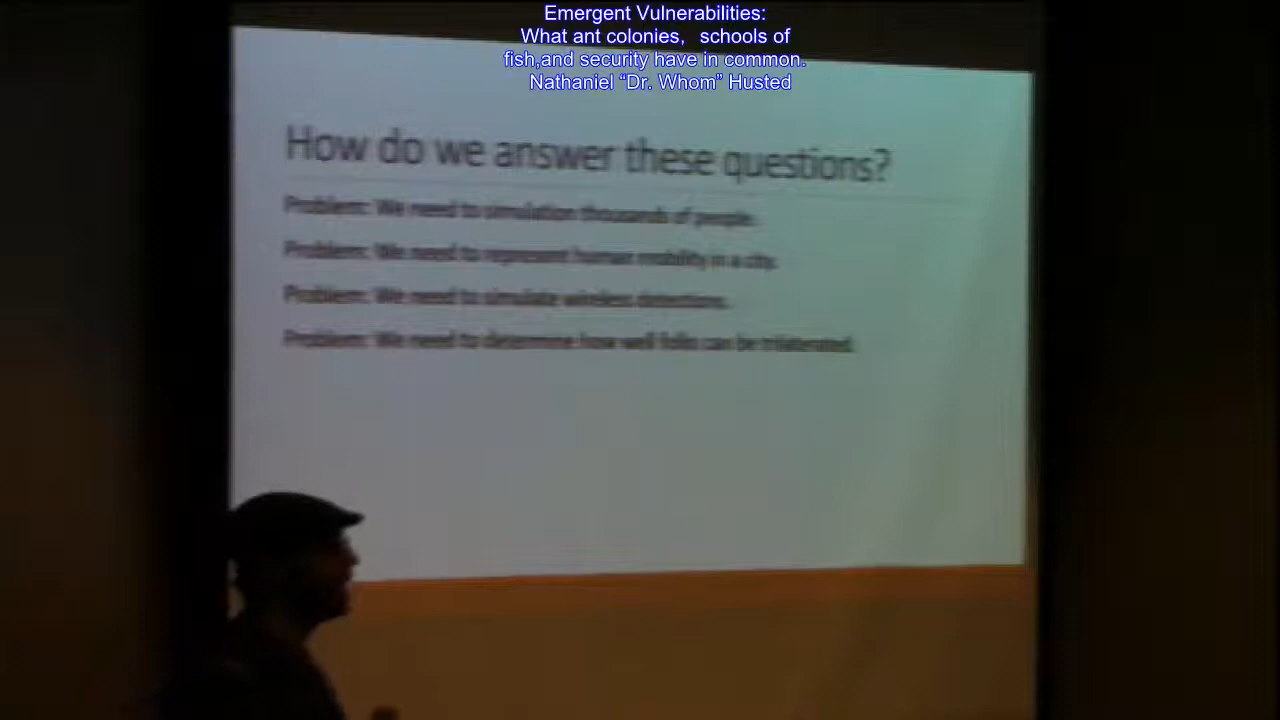 Emergent Vulnerabilities:
What ant colonies, schools of
fish,and security have in common.
Nathaniel “Dr. Whom” Husted
How do we answer these questions?
Problem: We need to simulation thousands of people.
Problem: We need to represent human mobility in a city.
Problem: We need to simulate wireless detections.
Problem: We need to determine how well folks can be trilaterated.